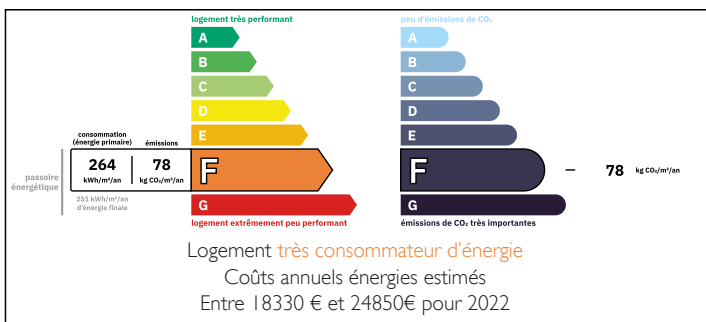 logement très performant
A
B
C
D
E
consommation
(énergie primaire)
émissions
264
kWh/m²/an
78
kg CO₂/m²/an
F
passoire
énergétique
251 kWh/m²/an
d'énergie finale
G
logement extrêmement peu performant
peu d'émissions de CO₂
A
B
C
D
E
F
78 kg CO₂/m²/an
G
émissions de CO₂ très importantes
Logement très consommateur d'énergie
Coûts annuels énergies estimés
Entre 18330 € et 24850€ pour 2022